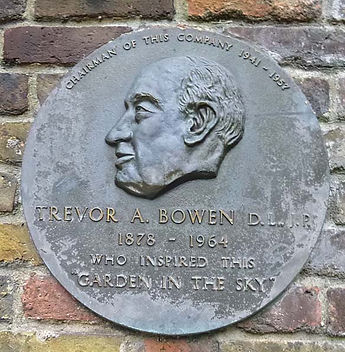 CHAIRMAN OF THIS COMPANY 1941 - 1957
TREVOR A. BOWEN D.L., J.P.
1878 - 1964
WHO INSPIRED THIS
"GARDEN IN THE SKY"